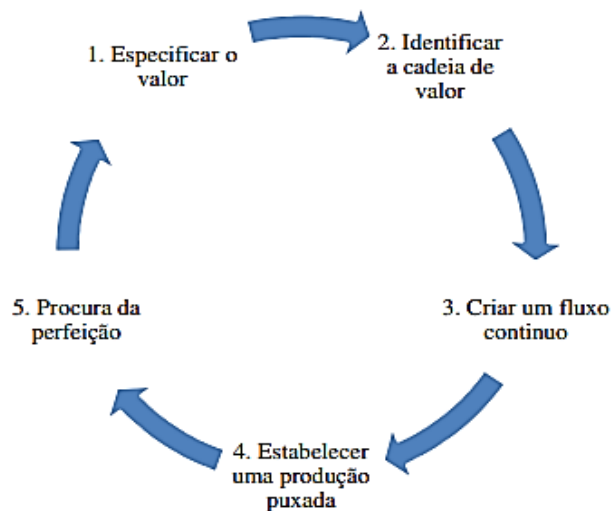 1. Especificar o
valor
2. Identificar
a cadeia de
valor
3. Criar um fluxo
continuo
4. Estabelecer
uma produção
puxada
5. Procura da
perfeição